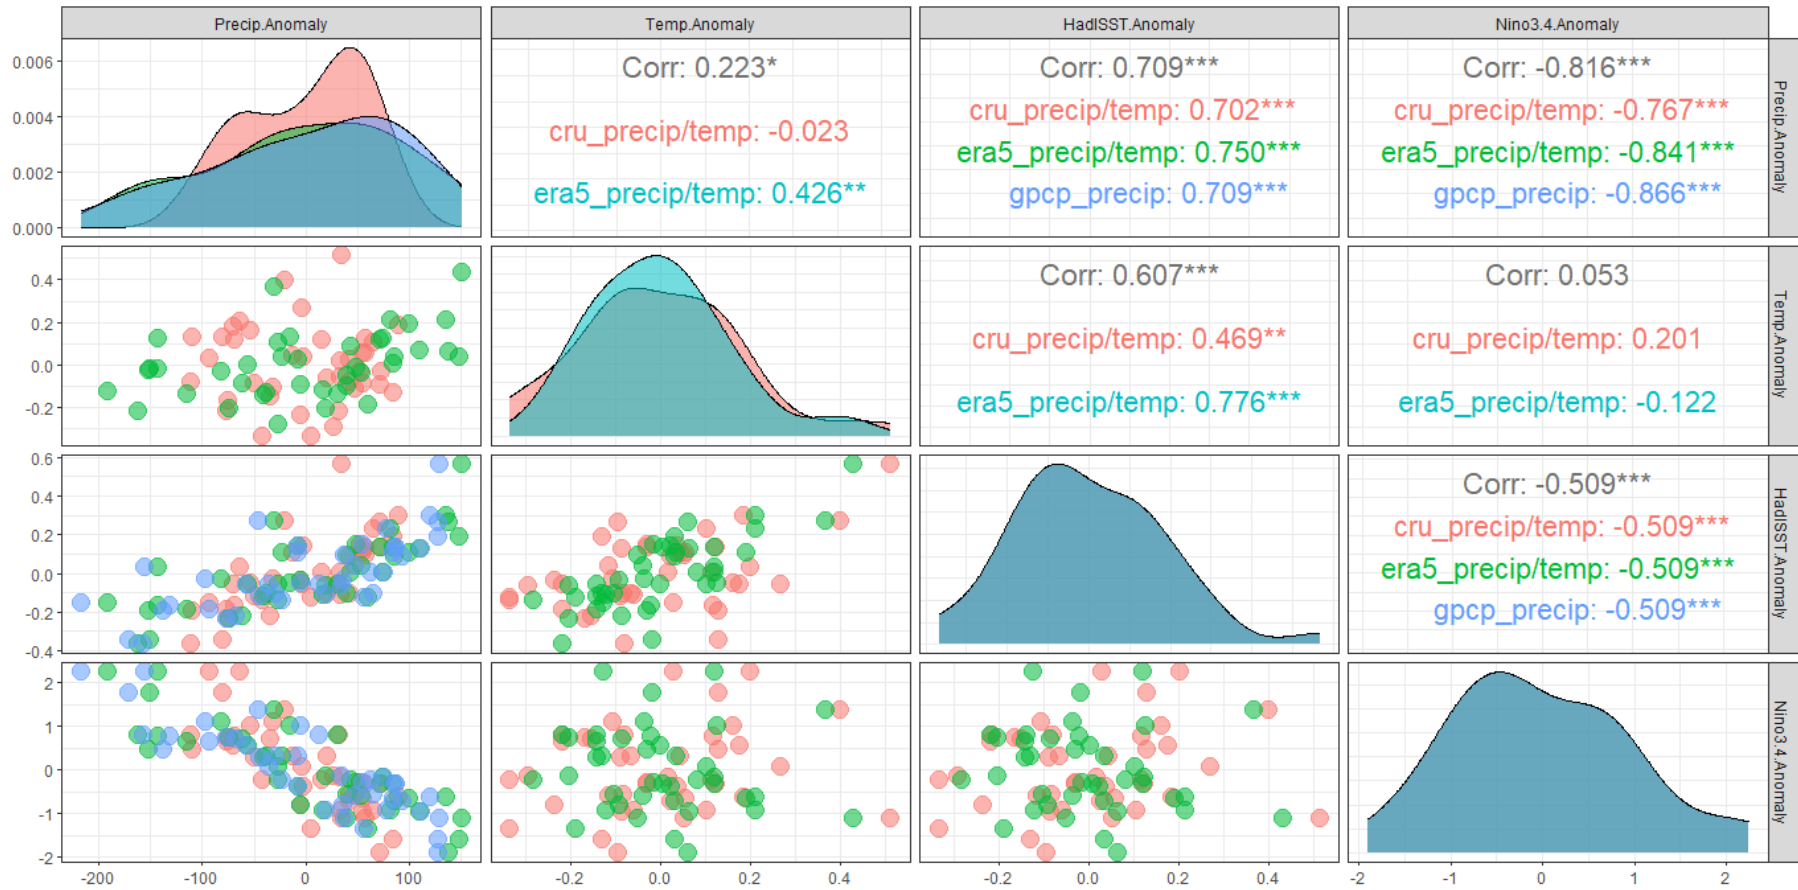 Precip.Anomaly Temp.Anomaly HadISST.Anomaly Nino3.4.Anomaly
0.006
0.004
0.002
0.000
Corr: 0.223*
cru_precip/temp: -0.023
era5_precip/temp: 0.426**
Corr: 0.709***
cru_precip/temp: 0.702***
era5_precip/temp: 0.750***
gpcp_precip: 0.709***
Corr: -0.816***
cru_precip/temp: -0.767***
era5_precip/temp: -0.841***
gpcp_precip: -0.866***
Precip.Anomaly
0.4
0.2
0.0
-0.2
Corr: 0.607***
cru_precip/temp: 0.469**
era5_precip/temp: 0.776***
Corr: 0.053
cru_precip/temp: 0.201
era5_precip/temp: -0.122
Temp.Anomaly
0.6
0.4
0.2
0.0
-0.2
-0.4
Corr: -0.509***
cru_precip/temp: -0.509***
era5_precip/temp: -0.509***
gpcp_precip: -0.509***
HadISST.Anomaly
2
1
0
-1
-2
Nino3.4.Anomaly
-200 -100 0 100 -0.2 0.0 0.2 0.4 -0.2 0.0 0.2 0.4 -2 -1 0 1 2